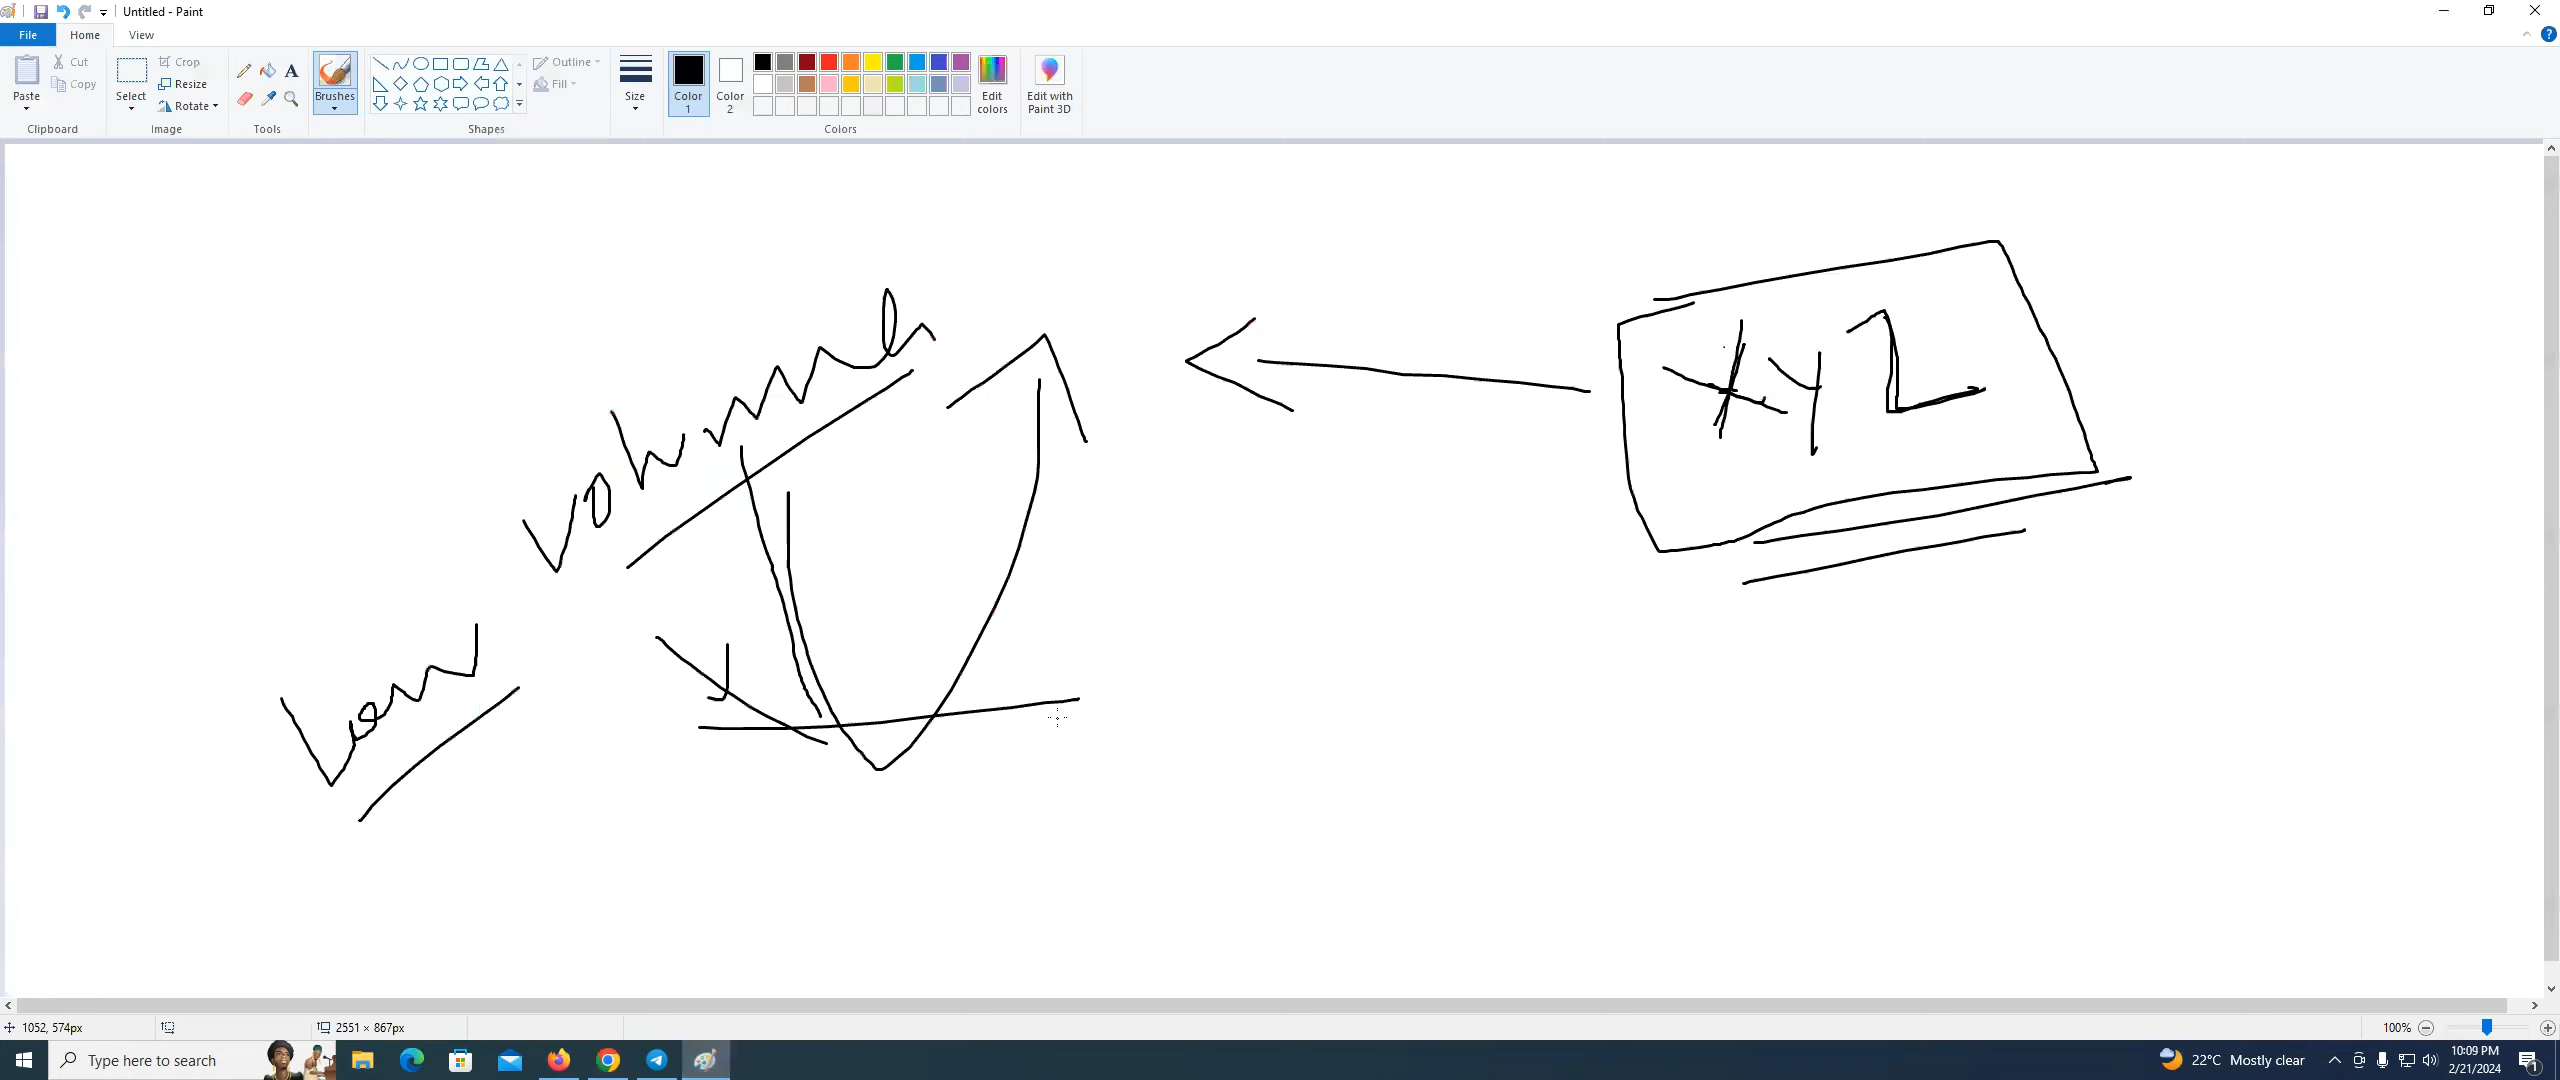 Untitled - Paint
File Home View
Paste
Cut
Copy
Clipboard
Select
Crop
Resize
Rotate
Image
Tools
Brushes
Shapes
Outline
Fill
Size
Color 1
Color 2
Colors
Edit colors
Edit with Paint 3D
XYZ
1052, 574px
2551 × 867px
100%
Type here to search
22°C Mostly clear
10:09 PM
2/21/2024